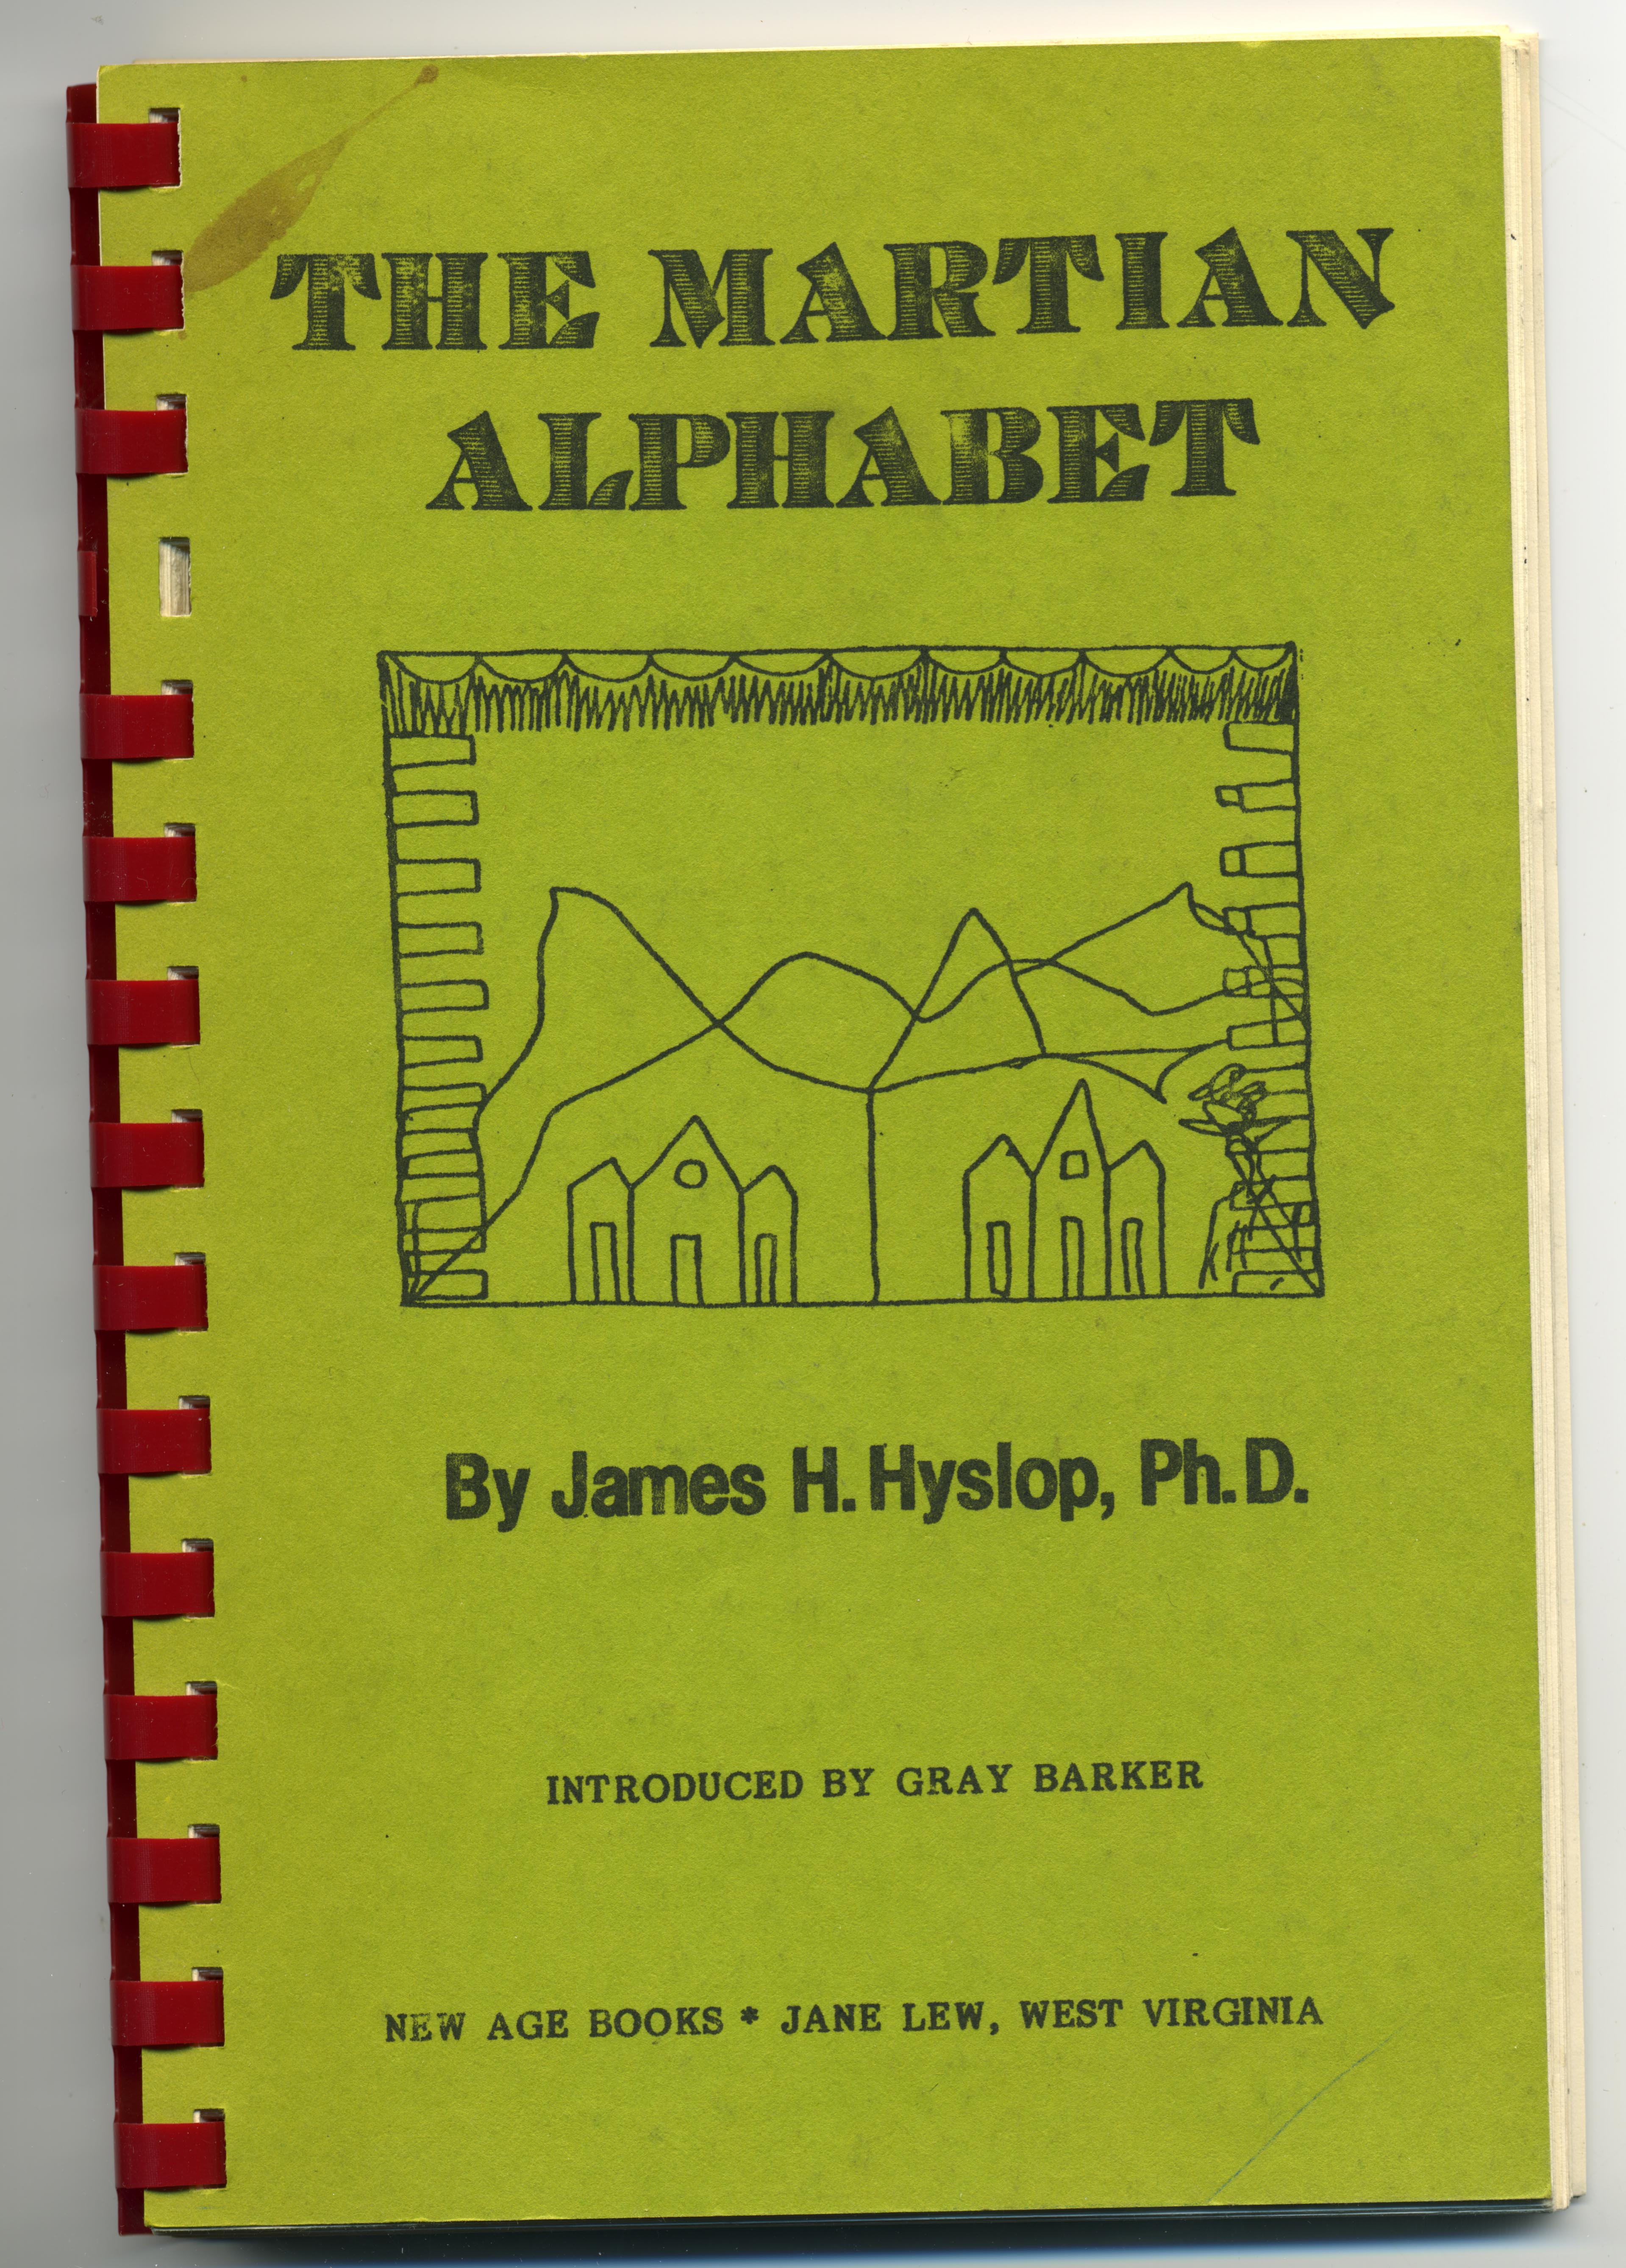 THE MARTIAN
ALPHABET
By James H. Hyslop, Ph.D.
INTRODUCED BY GRAY BARKER
NEW AGE BOOKS * JANE LEW, WEST VIRGINIA